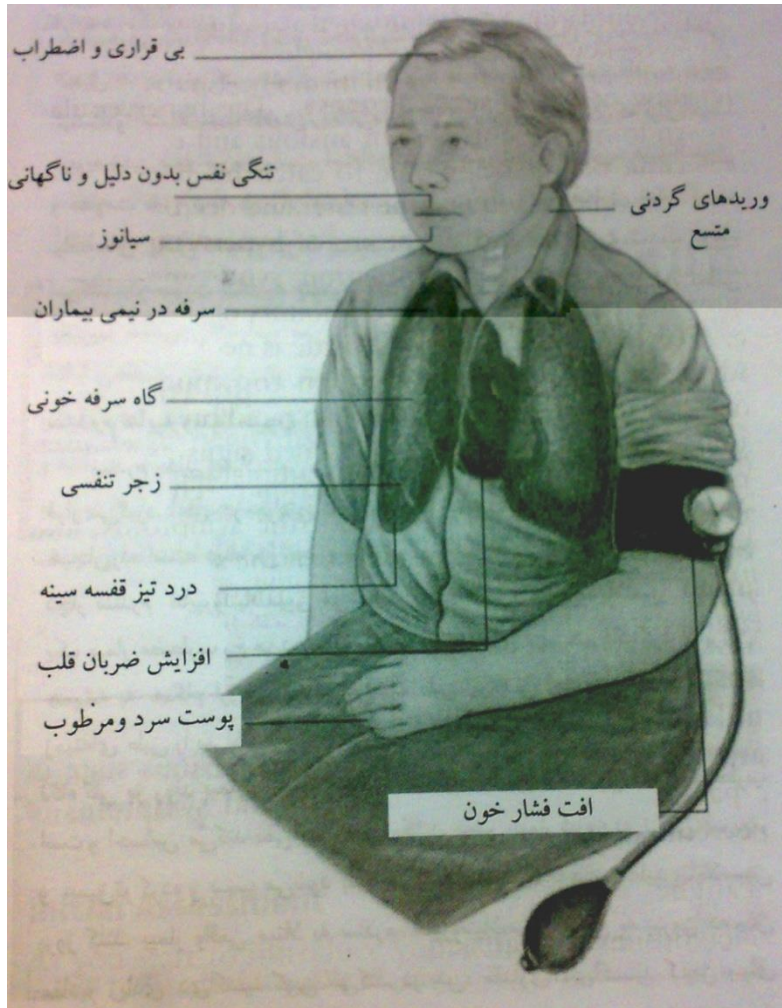 بی قراری و اضطراب
تنگی نفس بدون دلیل و ناگهانی
وریدهای گردنی
متسع
سیانوز
سرفه در نیمی بیماران
گاه سرفه خونی
زجر تنفسی
درد تیز قفسه سینه
افزایش ضربان قلب
پوست سرد ومرطوب
افت فشار خون